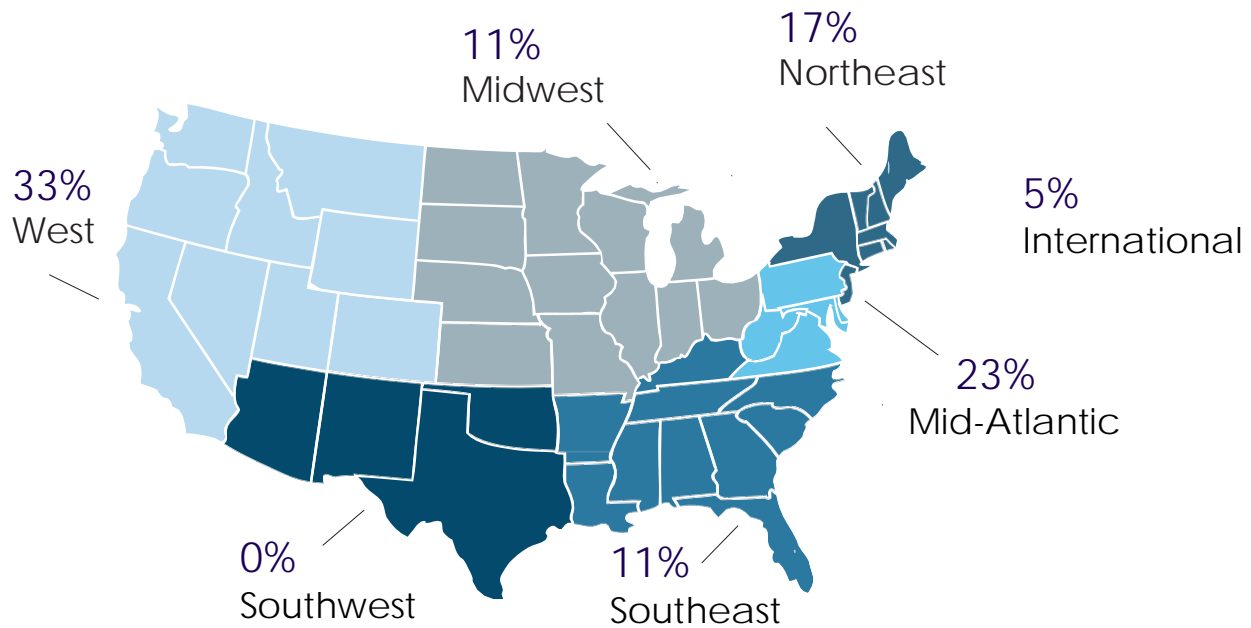 11%
Midwest
17%
Northeast
33%
West
5%
International
23%
Mid-Atlantic
0%
Southwest
11%
Southeast